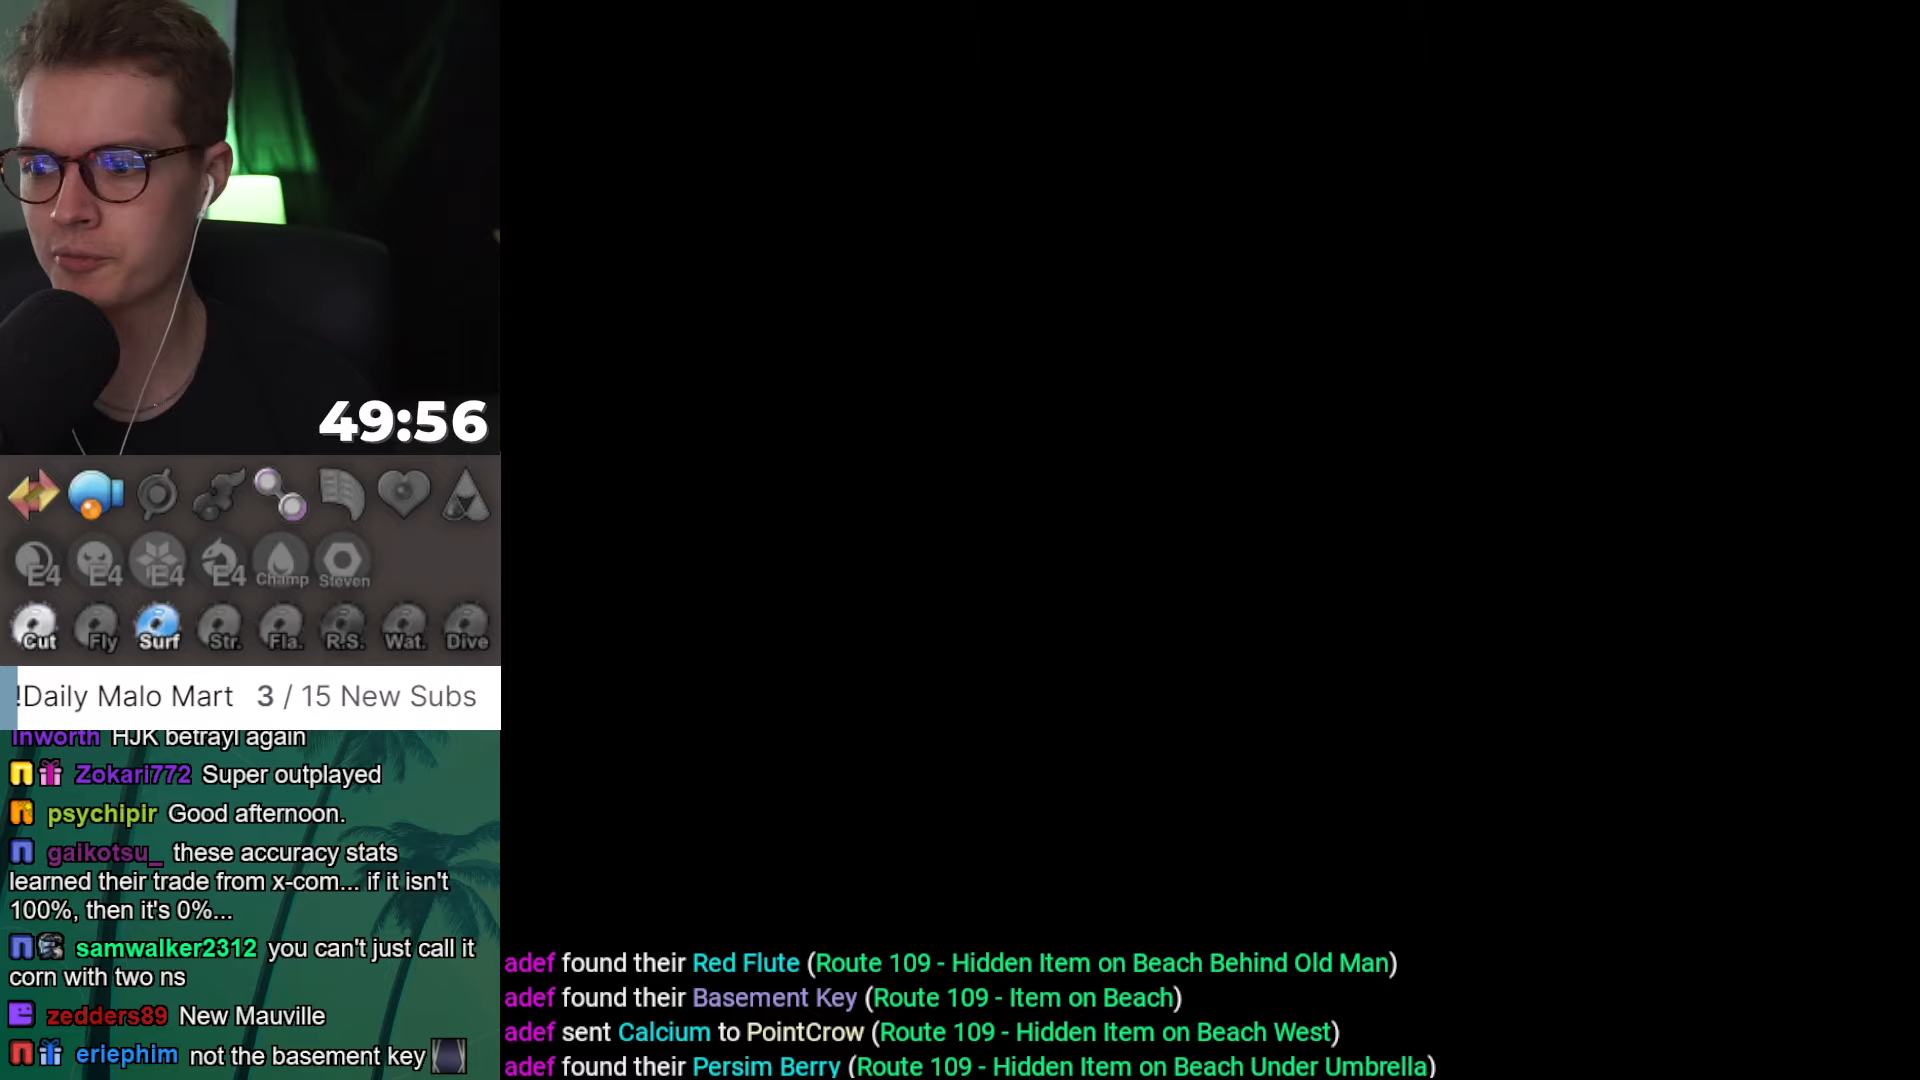 49:56
E4 E4 E4 E4 Champ Steven
Cut Fly Surf Str. Fla. R.S. Wat. Dive
!Daily Malo Mart 3 / 15 New Subs
Inworth HJK betrayl again
Zokari772 Super outplayed
psychipir Good afternoon.
gaikotsu_ these accuracy stats
learned their trade from x-com... if it isn't
100%, then it's 0%...
samwalker2312 you can't just call it
corn with two ns
zedders89 New Mauville
eriephim not the basement key
adef found their Red Flute (Route 109 - Hidden Item on Beach Behind Old Man)
adef found their Basement Key (Route 109 - Item on Beach)
adef sent Calcium to PointCrow (Route 109 - Hidden Item on Beach West)
adef found their Persim Berry (Route 109 - Hidden Item on Beach Under Umbrella)